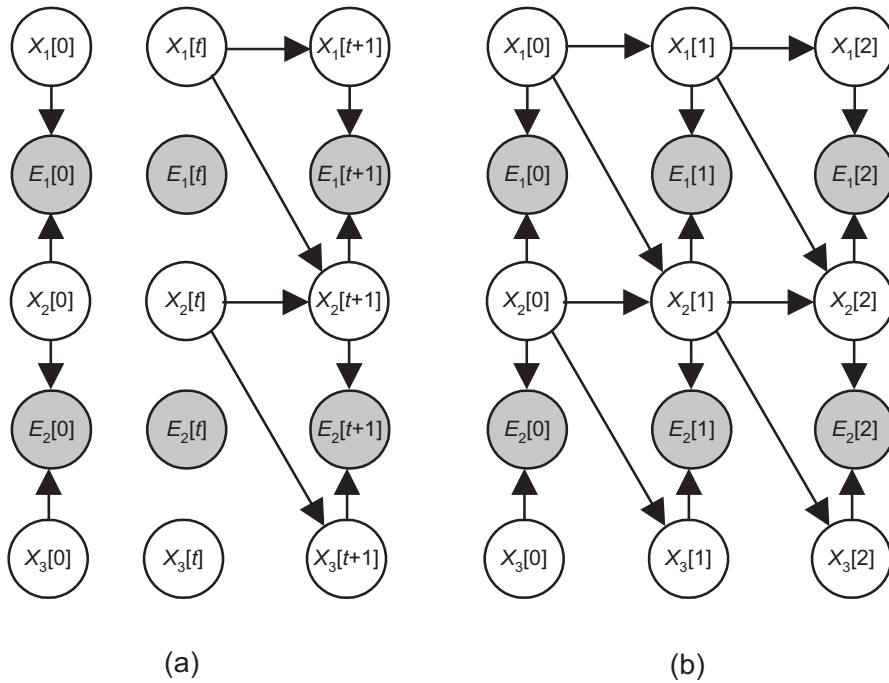 X1[0] X1[t] X1[t+1] X1[0] X1[1] X1[2]
E1[0] E1[t] E1[t+1] E1[0] E1[1] E1[2]
X2[0] X2[t] X2[t+1] X2[0] X2[1] X2[2]
E2[0] E2[t] E2[t+1] E2[0] E2[1] E2[2]
X3[0] X3[t] X3[t+1] X3[0] X3[1] X3[2]
(a) (b)